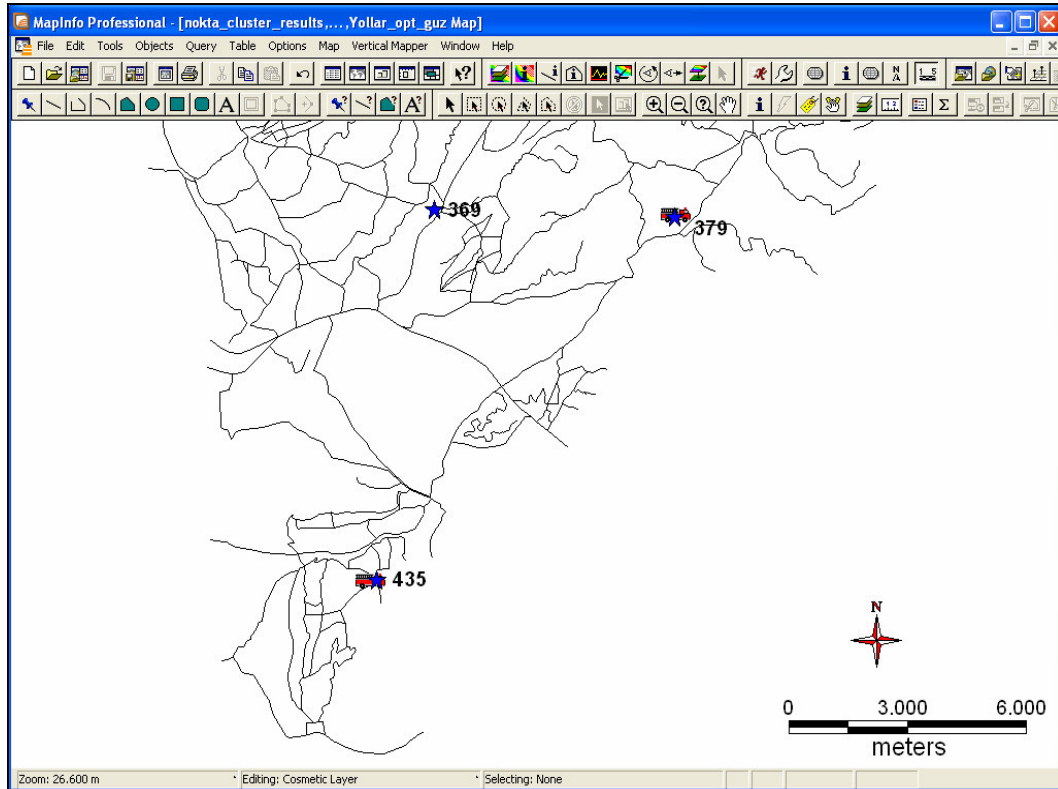 MapInfo Professional - [nokta_cluster_results,...,Yollar_opt_guz Map]
File Edit Tools Objects Query Table Options Map Vertical Mapper Window Help
369
379
435
N
0 3.000 6.000
meters
Zoom: 26.600 m Editing: Cosmetic Layer Selecting: None